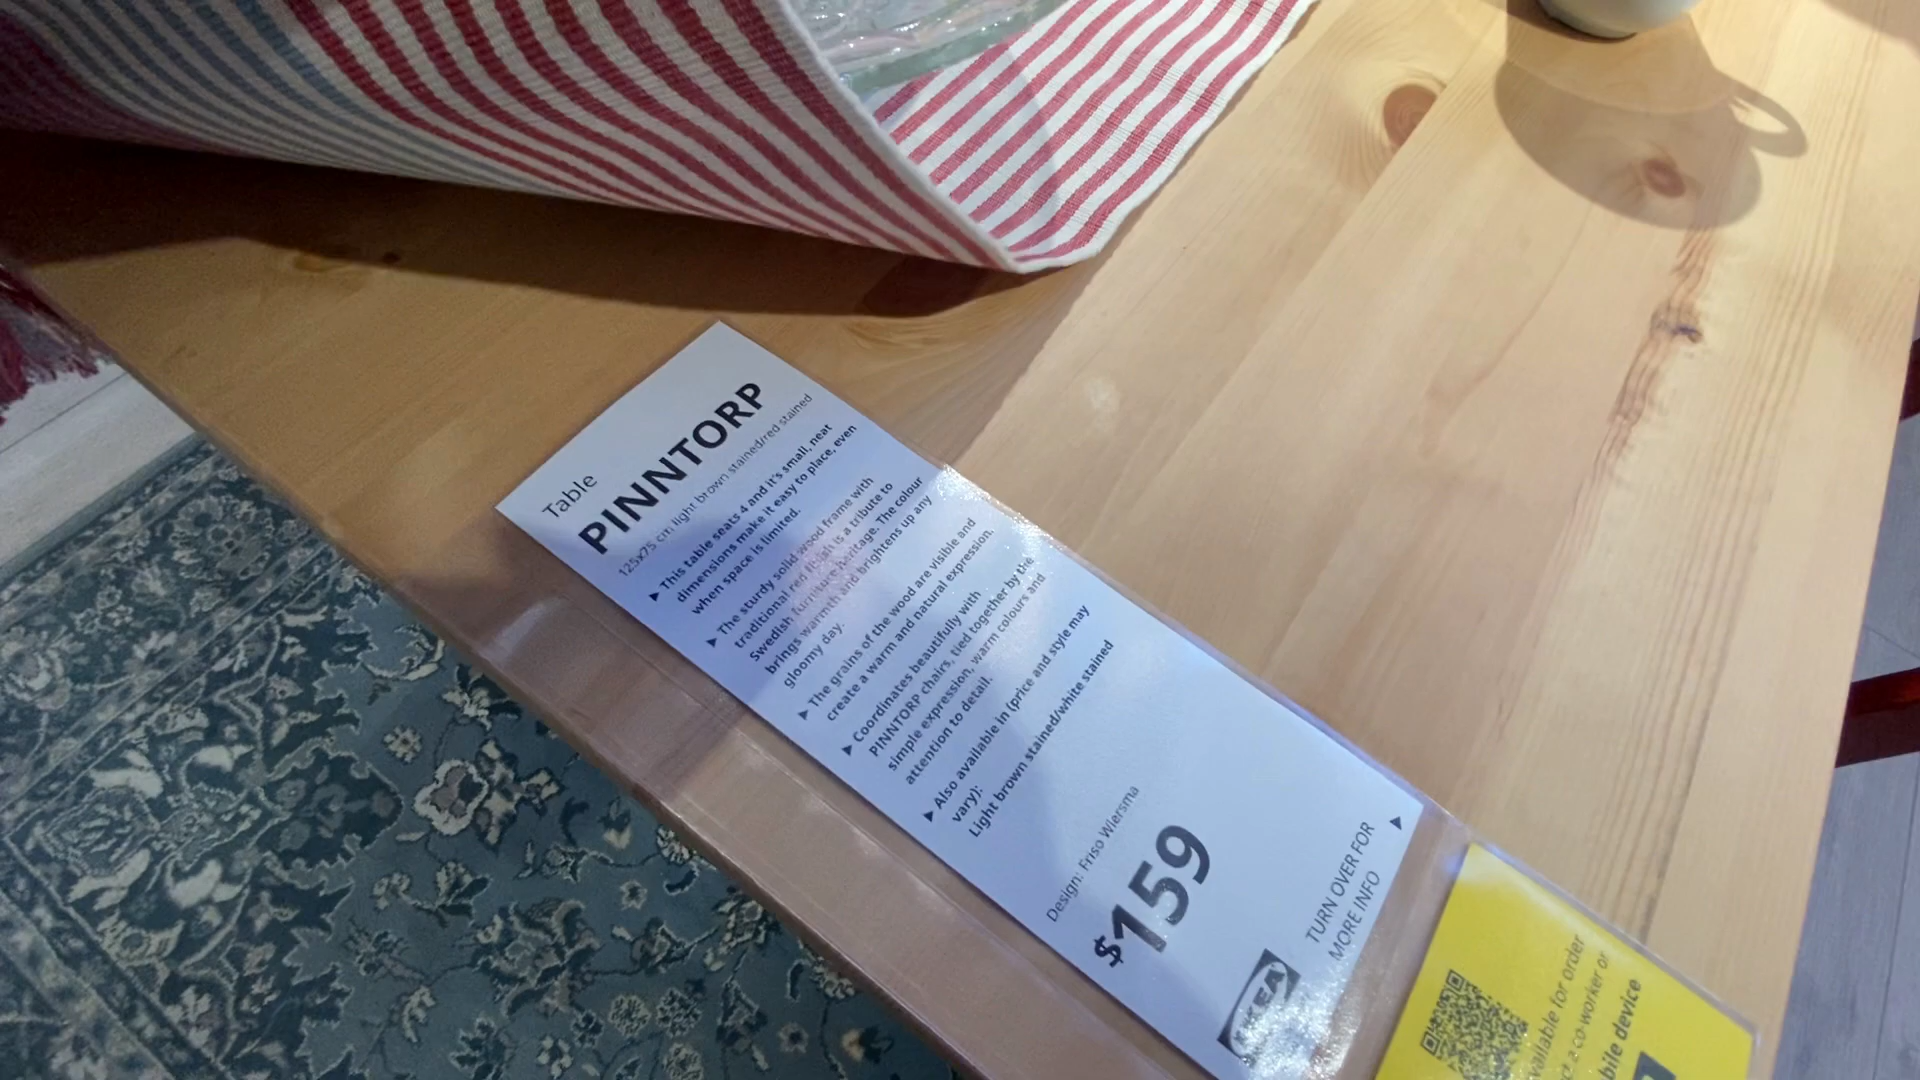 Table
PINNTORP
125x75 cm light brown stained/red stained
▶ This table seats 4 and it's small, neat
dimensions make it easy to place, even
when space is limited.
▶ The sturdy solid wood frame with
traditional red finish is a tribute to
Swedish furniture heritage. The colour
brings warmth and brightens up any
gloomy day.
▶ The grains of the wood are visible and
create a warm and natural expression.
▶ Coordinates beautifully with
PINNTORP chairs, tied together by the
simple expression, warm colours and
attention to detail.
▶ Also available in (price and style may
vary):
Light brown stained/white stained
Design: Friso Wiersma
$159
IKEA
TURN OVER FOR
MORE INFO ▶
for order
a co-worker or
device